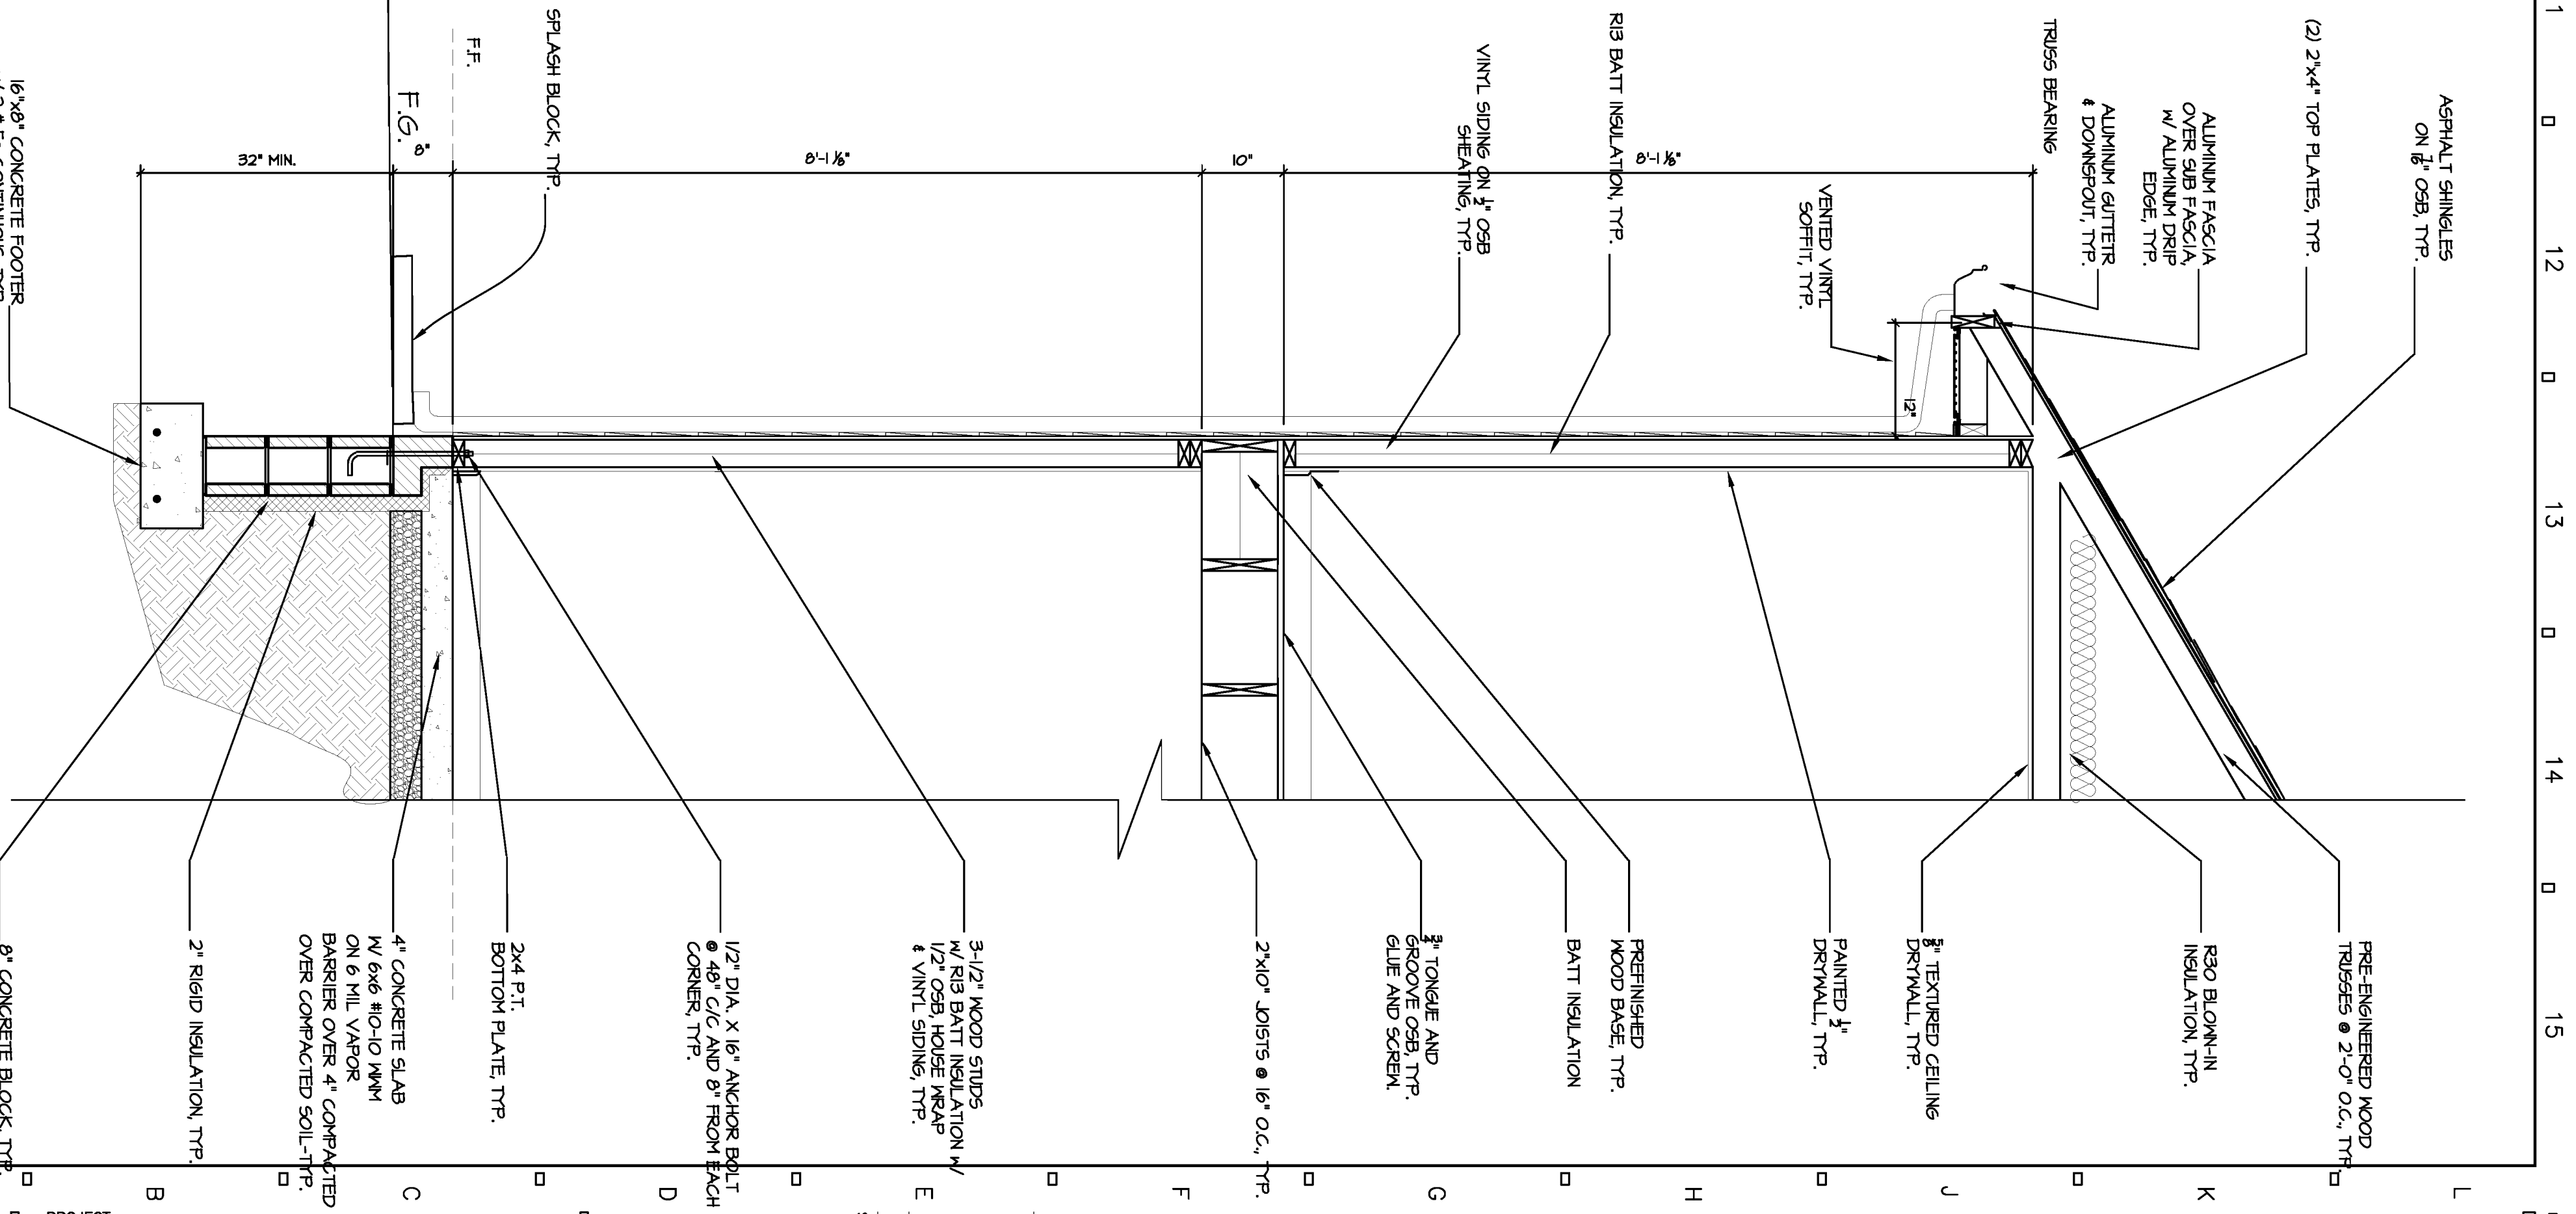 ASPHALT SHINGLES
ON 7/16" OSB, TYP.
(2) 2"x4" TOP PLATES, TYP.
ALUMINUM FASCIA
OVER SUB FASCIA,
W/ ALUMINUM DRIP
EDGE, TYP.
ALUMINUM GUTTETR
& DOWNSPOUT, TYP.
TRUSS BEARING
VENTED VINYL
SOFFIT, TYP.
12"
R13 BATT INSULATION, TYP.
VINYL SIDING ON 1/2" OSB
SHEATING, TYP.
8'-1 1/8"
10"
8'-1 1/8"
8"
32" MIN.
SPLASH BLOCK, TYP.
F.F.
F.G.
16"x8" CONCRETE FOOTER
PRE-ENGINEERED WOOD
TRUSSES @ 2'-0" O.C., TYP.
R30 BLOWN-IN
INSULATION, TYP.
5/8" TEXTURED CEILING
DRYWALL, TYP.
PAINTED 1/2"
DRYWALL, TYP.
PREFINISHED
WOOD BASE, TYP.
BATT INSULATION
3/4" TONGUE AND
GROOVE OSB, TYP.
GLUE AND SCREW.
2"x10" JOISTS @ 16" O.C., TYP.
3-1/2" WOOD STUDS
W/ R13 BATT INSULATION W/
1/2" OSB, HOUSE WRAP
& VINYL SIDING, TYP.
1/2" DIA. X 16" ANCHOR BOLT
@ 48" C/C AND 8" FROM EACH
CORNER, TYP.
2x4 P.T.
BOTTOM PLATE, TYP.
4" CONCRETE SLAB
W/ 6x6 #10-10 WWM
ON 6 MIL VAPOR
BARRIER OVER 4" COMPACTED
OVER COMPACTED SOIL-TYP.
2" RIGID INSULATION, TYP.
8" CONCRETE BLOCK, TYP.
11
12
13
14
15
L
K
J
H
G
F
E
D
C
B
PROJECT